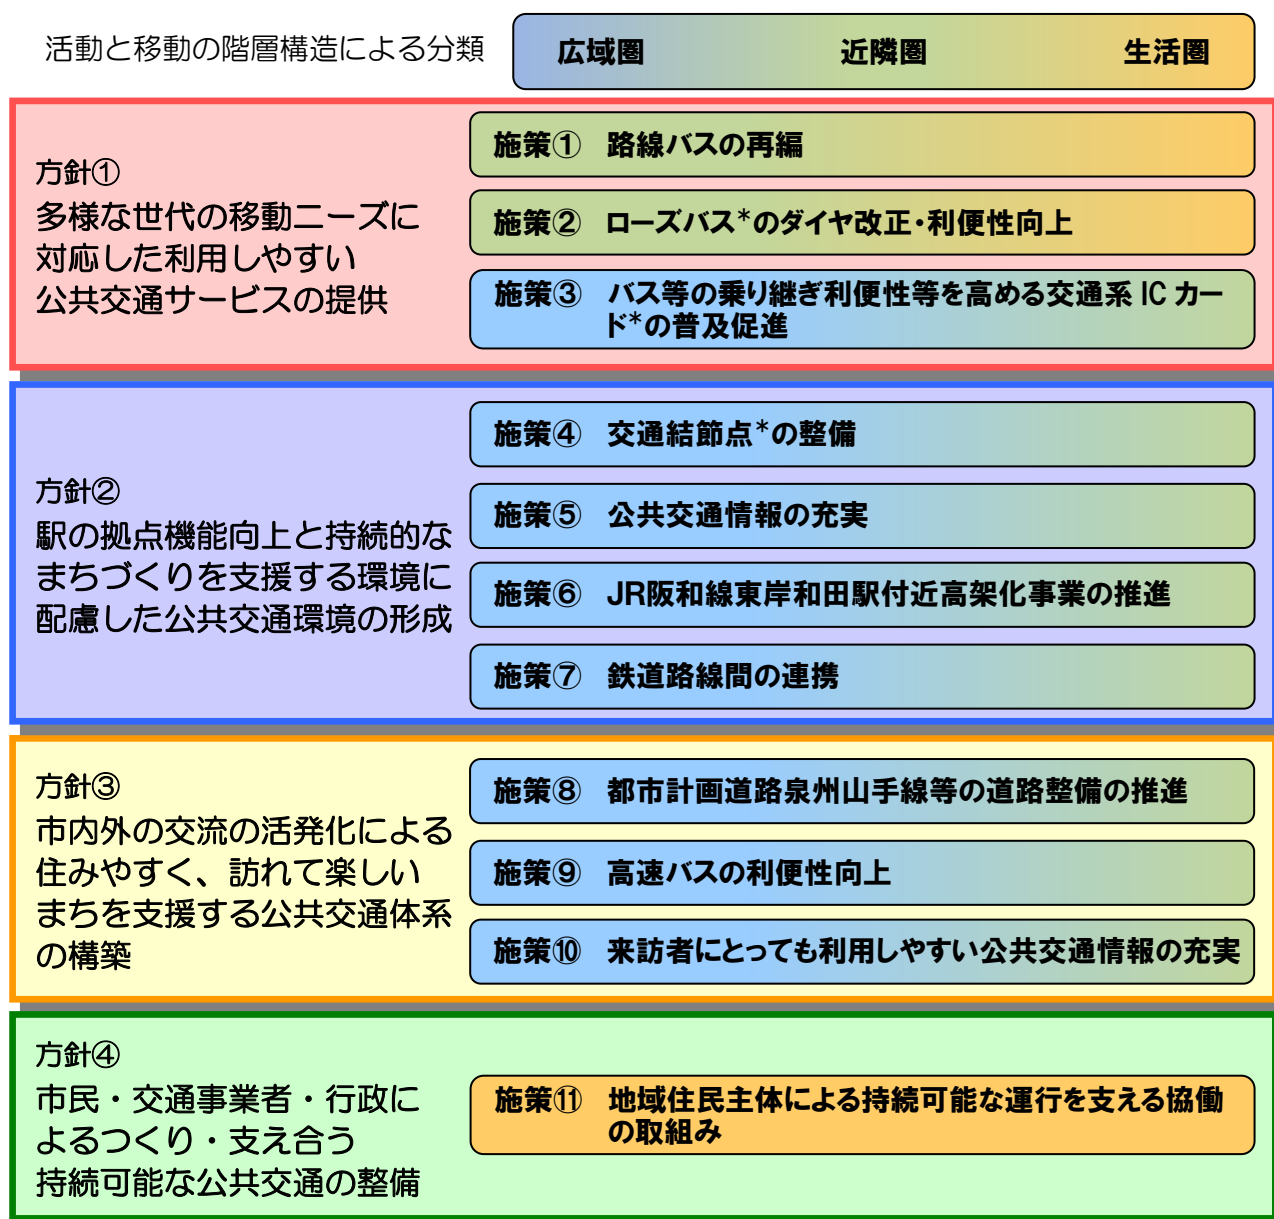 活動と移動の階層構造による分類
広域圏 近隣圏 生活圏
方針①
多様な世代の移動ニーズに
対応した利用しやすい
公共交通サービスの提供
施策① 路線バスの再編
施策② ローズバス*のダイヤ改正・利便性向上
施策③ バス等の乗り継ぎ利便性等を高める交通系 IC カー
ド*の普及促進
方針②
駅の拠点機能向上と持続的な
まちづくりを支援する環境に
配慮した公共交通環境の形成
施策④ 交通結節点*の整備
施策⑤ 公共交通情報の充実
施策⑥ JR阪和線東岸和田駅付近高架化事業の推進
施策⑦ 鉄道路線間の連携
方針③
市内外の交流の活発化による
住みやすく、訪れて楽しい
まちを支援する公共交通体系
の構築
施策⑧ 都市計画道路泉州山手線等の道路整備の推進
施策⑨ 高速バスの利便性向上
施策⑩ 来訪者にとっても利用しやすい公共交通情報の充実
方針④
市民・交通事業者・行政に
よるつくり・支え合う
持続可能な公共交通の整備
施策⑪ 地域住民主体による持続可能な運行を支える協働
の取組み